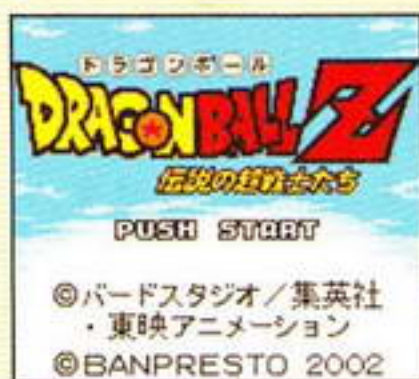 ドラゴンボール
DRAGON BALL Z
伝説の超戦士たち
PUSH START
©バードスタジオ／集英社
・東映アニメーション
©BANPRESTO 2002